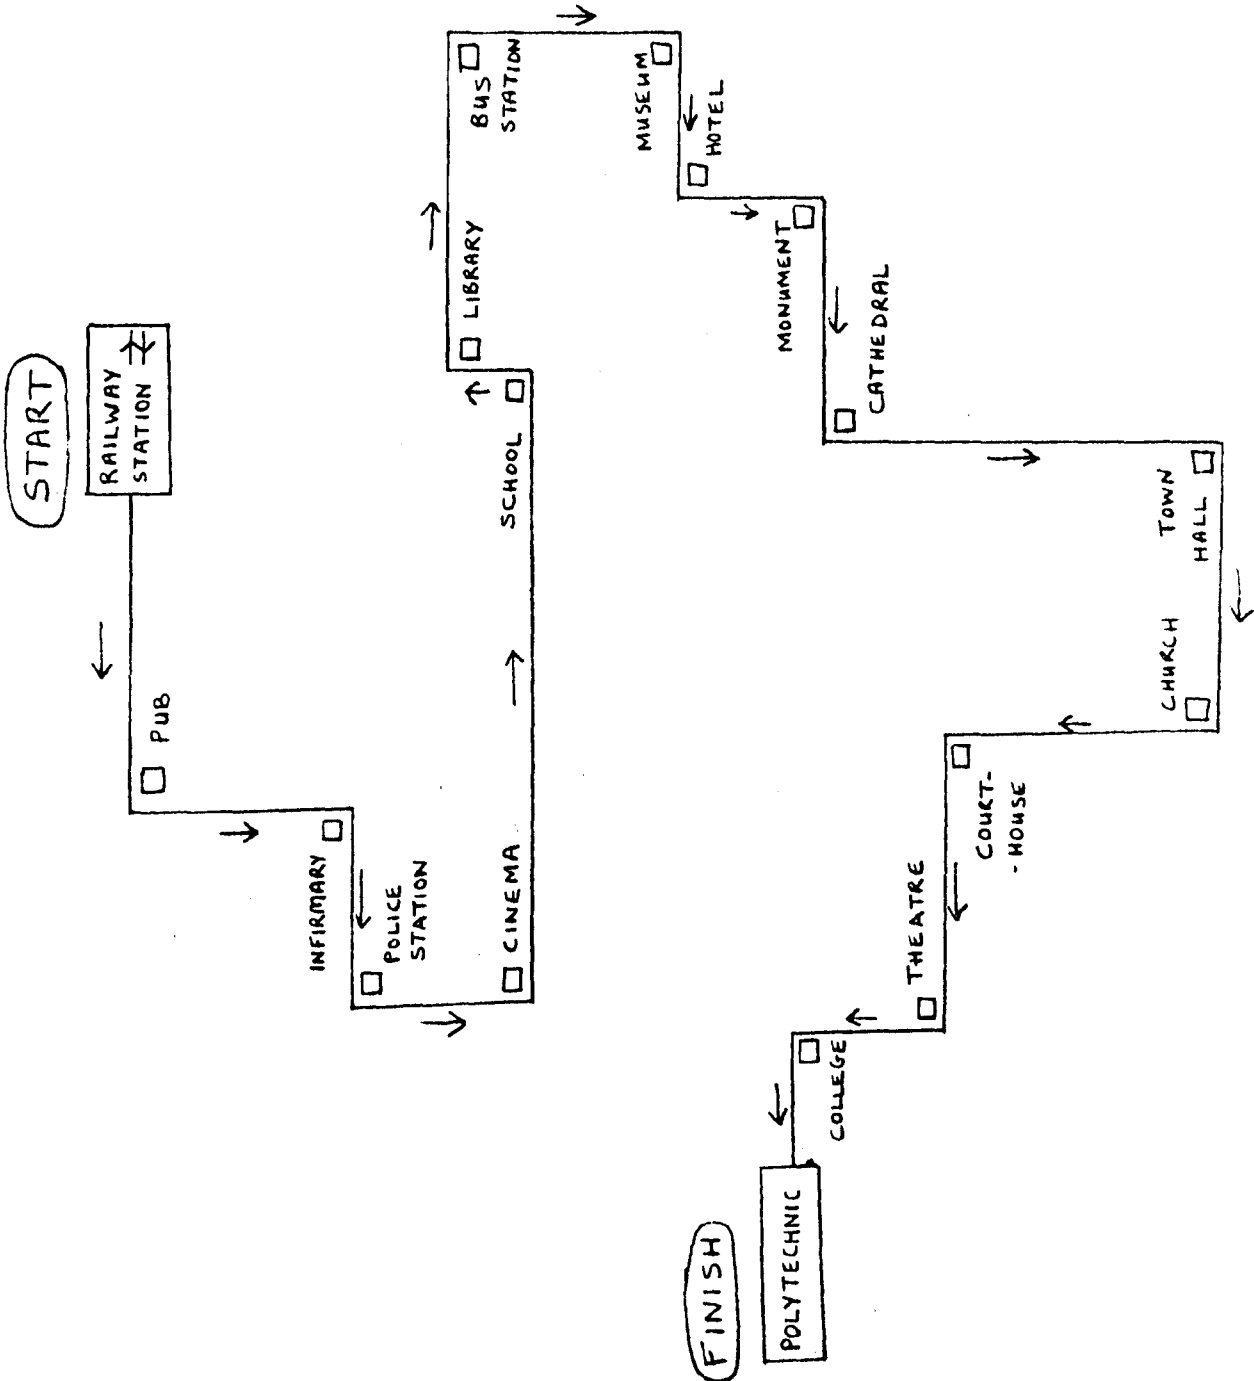 START
RAILWAY
STATION
PUB
INFIRMARY
POLICE
STATION
CINEMA
SCHOOL
LIBRARY
BUS
STATION
MUSEUM
HOTEL
MONUMENT
CATHEDRAL
TOWN
HALL
CHURCH
COURT-
-HOUSE
THEATRE
COLLEGE
POLYTECHNIC
FINISH